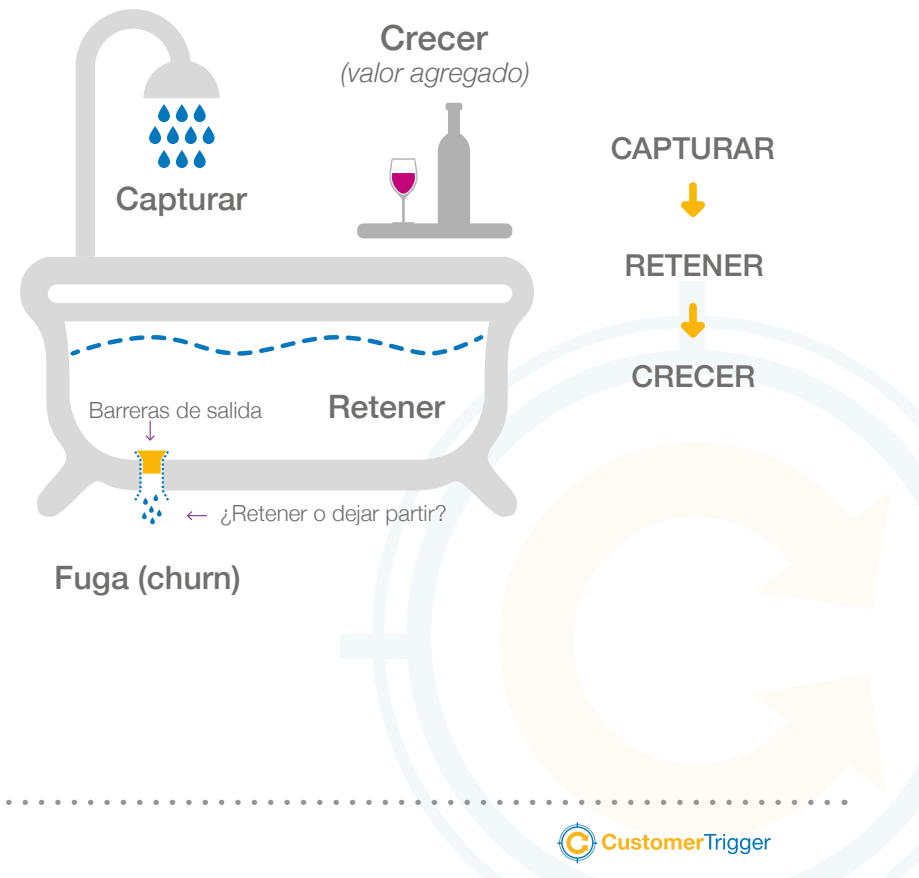 Crecer
(valor agregado)
Capturar
Barreras de salida
Retener
¿Retener o dejar partir?
Fuga (churn)
CAPTURAR
RETENER
CRECER
CustomerTrigger